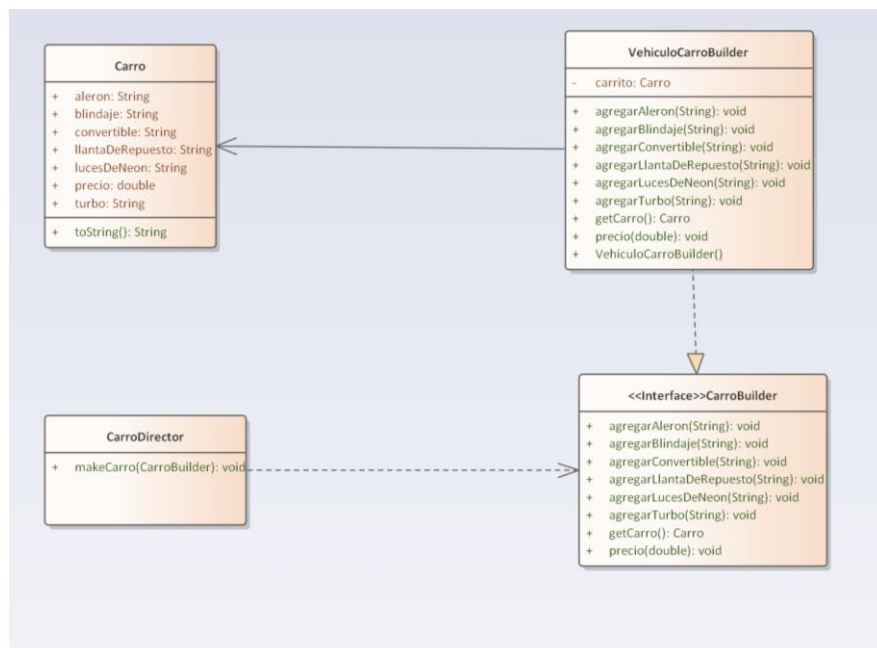 Carro
+ aleron: String
+ blindaje: String
+ convertible: String
+ llantaDeRepuesto: String
+ lucesDeNeon: String
+ precio: double
+ turbo: String
+ toString(): String
VehiculoCarroBuilder
- carrito: Carro
+ agregarAleron(String): void
+ agregarBlindaje(String): void
+ agregarConvertible(String): void
+ agregarLlantaDeRepuesto(String): void
+ agregarLucesDeNeon(String): void
+ agregarTurbo(String): void
+ getCarro(): Carro
+ precio(double): void
+ VehiculoCarroBuilder()
CarroDirector
+ makeCarro(CarroBuilder): void
<<Interface>>CarroBuilder
+ agregarAleron(String): void
+ agregarBlindaje(String): void
+ agregarConvertible(String): void
+ agregarLlantaDeRepuesto(String): void
+ agregarLucesDeNeon(String): void
+ agregarTurbo(String): void
+ getCarro(): Carro
+ precio(double): void